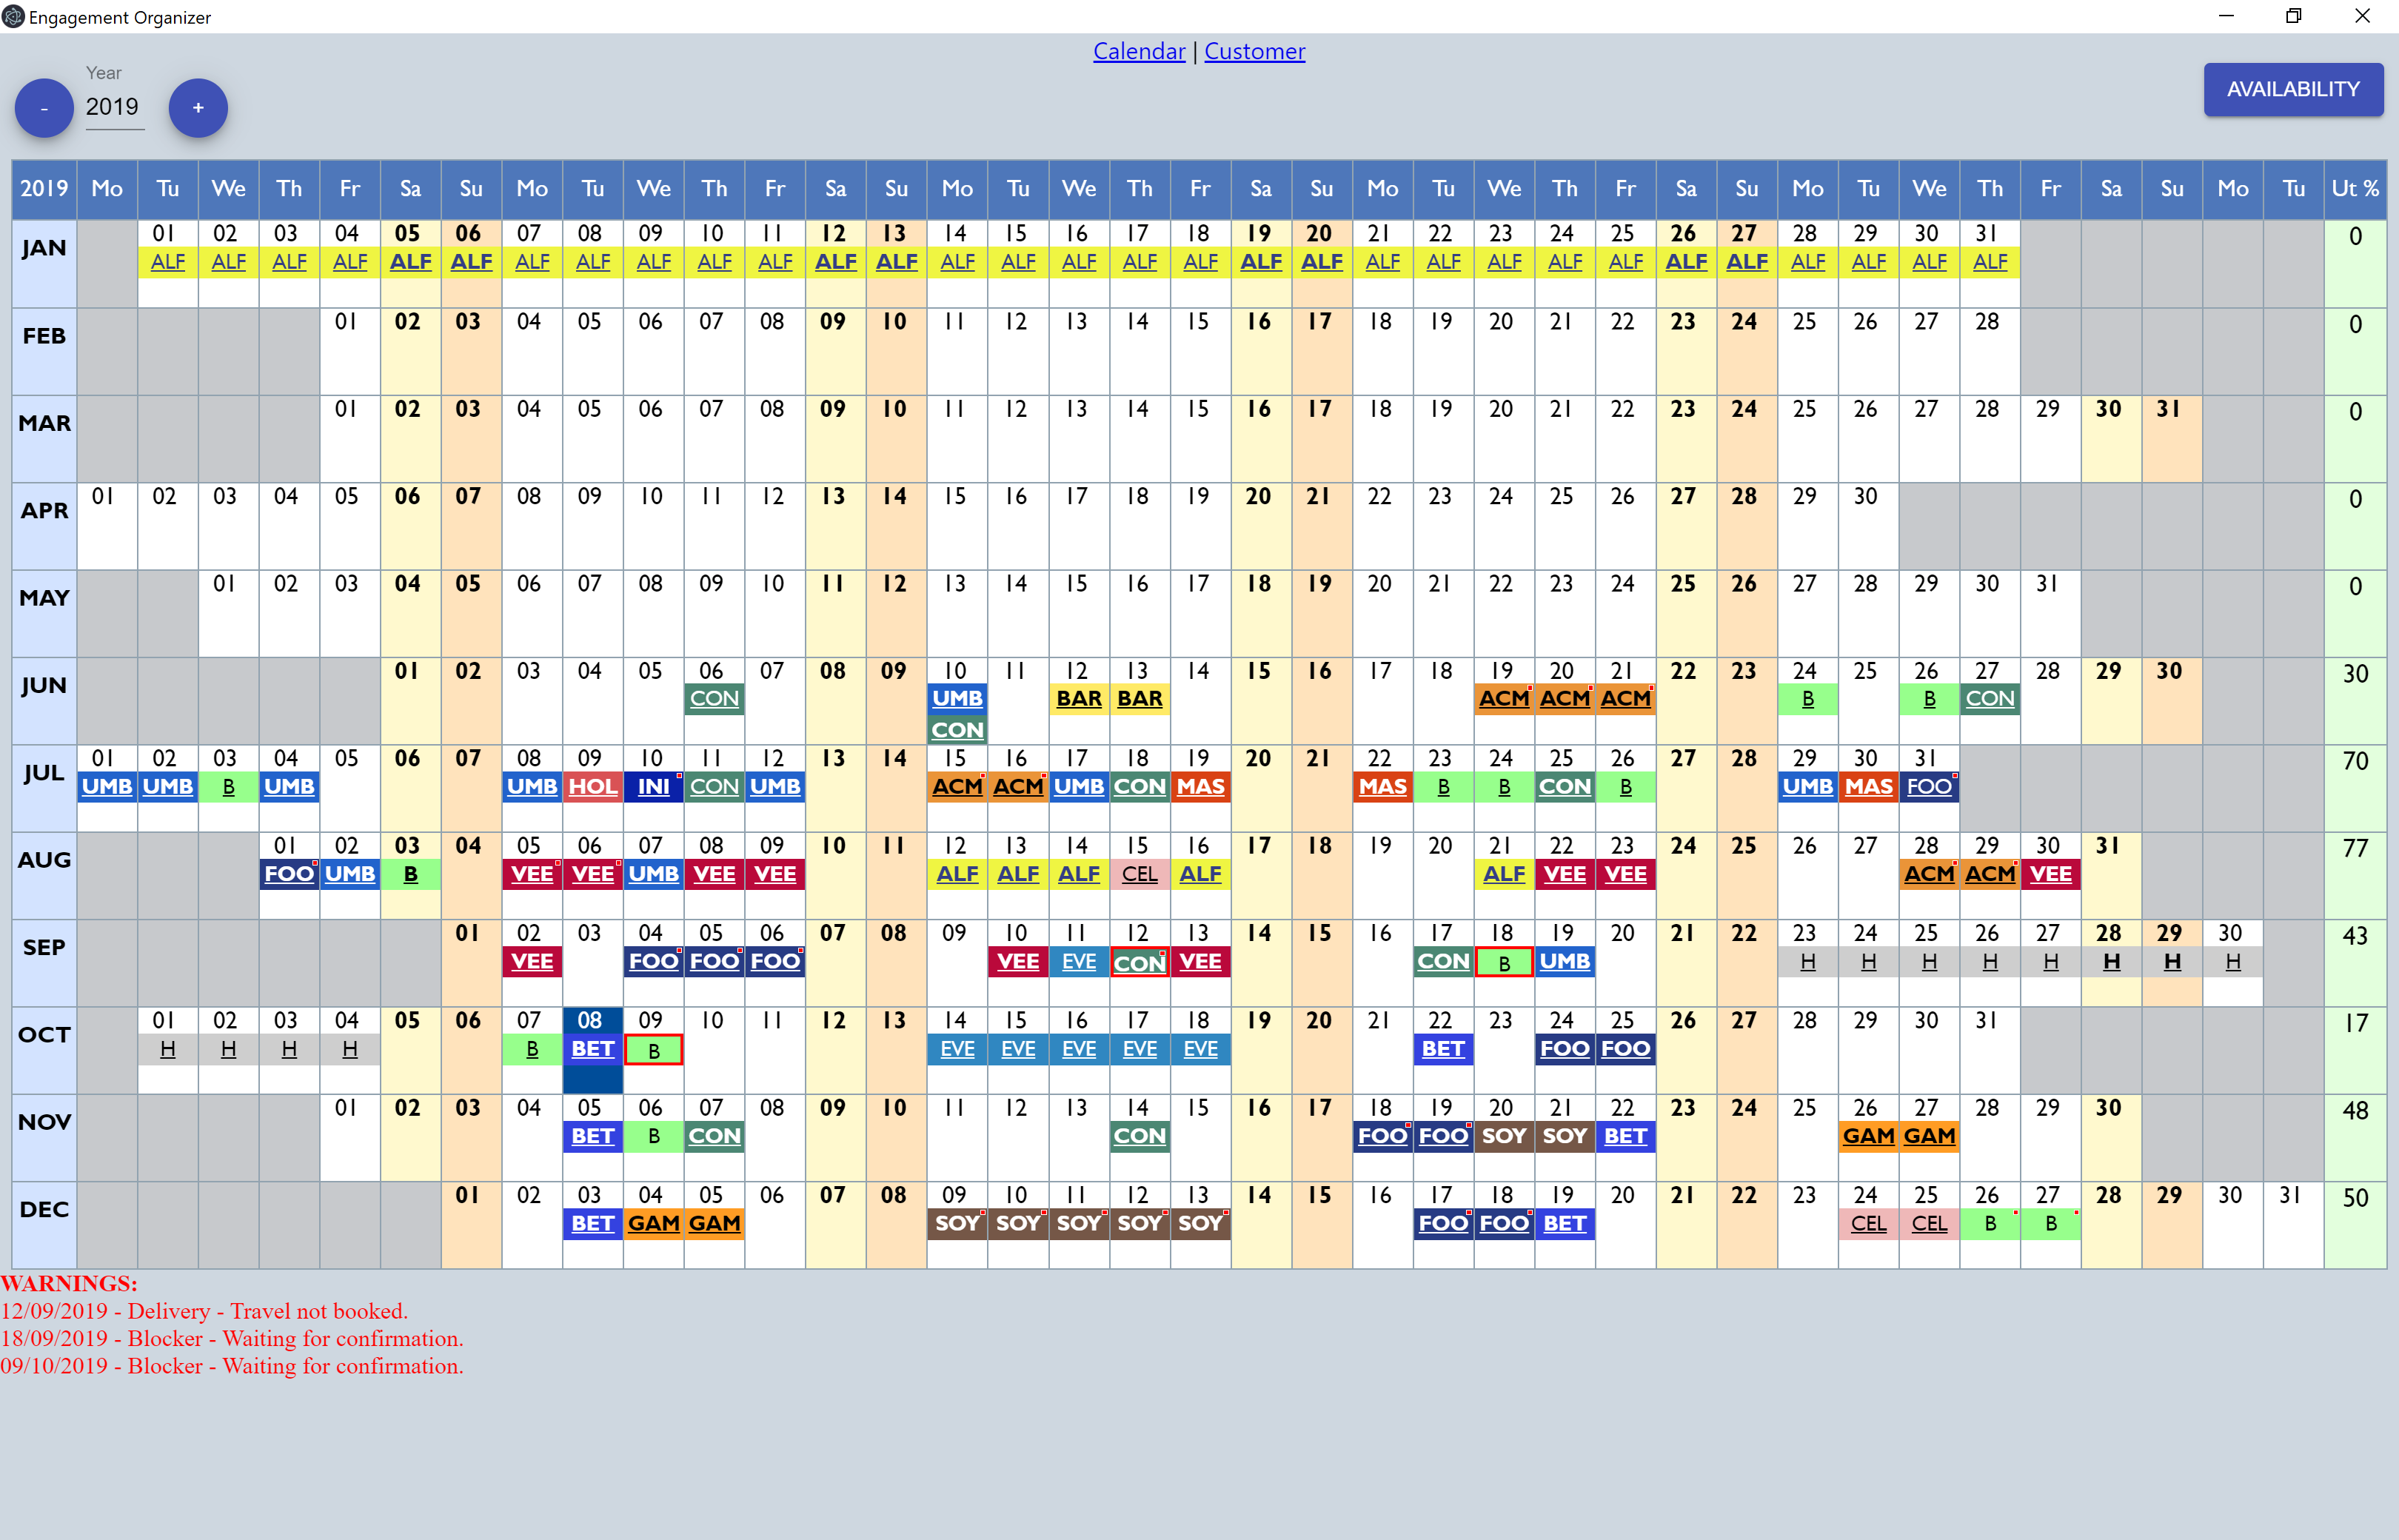 Engagement Organizer
Calendar | Customer
Year
- 2019 +
AVAILABILITY
2019 Mo Tu We Th Fr Sa Su Mo Tu We Th Fr Sa Su Mo Tu We Th Fr Sa Su Mo Tu We Th Fr Sa Su Mo Tu We Th Fr Sa Su Mo Tu Ut %
JAN 01 02 03 04 05 06 07 08 09 10 11 12 13 14 15 16 17 18 19 20 21 22 23 24 25 26 27 28 29 30 31 0
ALF ALF ALF ALF ALF ALF ALF ALF ALF ALF ALF ALF ALF ALF ALF ALF ALF ALF ALF ALF ALF ALF ALF ALF ALF ALF ALF ALF ALF ALF ALF
FEB 01 02 03 04 05 06 07 08 09 10 11 12 13 14 15 16 17 18 19 20 21 22 23 24 25 26 27 28 0
MAR 01 02 03 04 05 06 07 08 09 10 11 12 13 14 15 16 17 18 19 20 21 22 23 24 25 26 27 28 29 30 31 0
APR 01 02 03 04 05 06 07 08 09 10 11 12 13 14 15 16 17 18 19 20 21 22 23 24 25 26 27 28 29 30 0
MAY 01 02 03 04 05 06 07 08 09 10 11 12 13 14 15 16 17 18 19 20 21 22 23 24 25 26 27 28 29 30 31 0
JUN 01 02 03 04 05 06 07 08 09 10 11 12 13 14 15 16 17 18 19 20 21 22 23 24 25 26 27 28 29 30 30
CON UMB BAR BAR ACM ACM ACM B B CON
CON
JUL 01 02 03 04 05 06 07 08 09 10 11 12 13 14 15 16 17 18 19 20 21 22 23 24 25 26 27 28 29 30 31 70
UMB UMB B UMB UMB HOL INI CON UMB ACM ACM UMB CON MAS MAS B B CON B UMB MAS FOO
AUG 01 02 03 04 05 06 07 08 09 10 11 12 13 14 15 16 17 18 19 20 21 22 23 24 25 26 27 28 29 30 31 77
FOO UMB B VEE VEE UMB VEE VEE ALF ALF ALF CEL ALF ALF VEE VEE ACM ACM VEE
SEP 01 02 03 04 05 06 07 08 09 10 11 12 13 14 15 16 17 18 19 20 21 22 23 24 25 26 27 28 29 30 43
VEE FOO FOO FOO VEE EVE CON VEE CON B UMB H H H H H H H H
OCT 01 02 03 04 05 06 07 08 09 10 11 12 13 14 15 16 17 18 19 20 21 22 23 24 25 26 27 28 29 30 31 17
H H H H B BET B EVE EVE EVE EVE EVE BET FOO FOO
NOV 01 02 03 04 05 06 07 08 09 10 11 12 13 14 15 16 17 18 19 20 21 22 23 24 25 26 27 28 29 30 48
BET B CON CON FOO FOO SOY SOY BET GAM GAM
DEC 01 02 03 04 05 06 07 08 09 10 11 12 13 14 15 16 17 18 19 20 21 22 23 24 25 26 27 28 29 30 31 50
BET GAM GAM SOY SOY SOY SOY SOY FOO FOO BET CEL CEL B B
WARNINGS:
12/09/2019 - Delivery - Travel not booked.
18/09/2019 - Blocker - Waiting for confirmation.
09/10/2019 - Blocker - Waiting for confirmation.